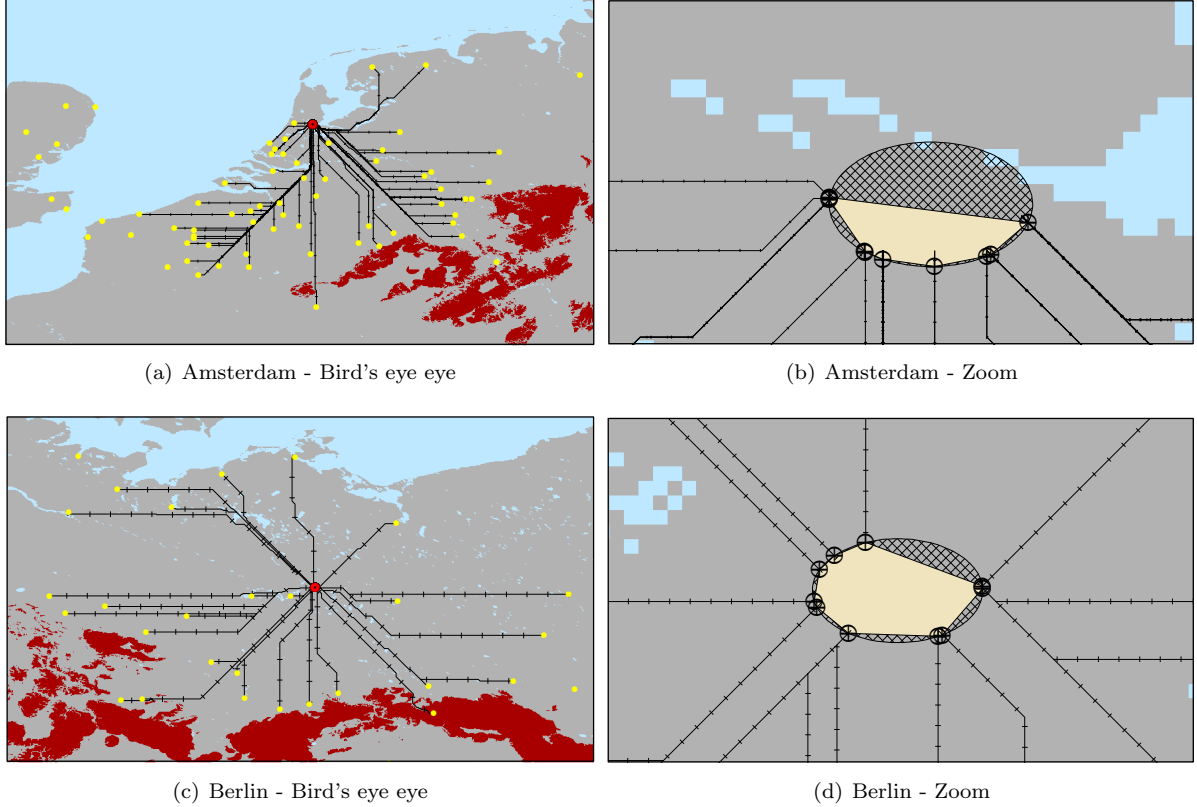 (a) Amsterdam - Bird's eye eye
(b) Amsterdam - Zoom
(c) Berlin - Bird's eye eye
(d) Berlin - Zoom